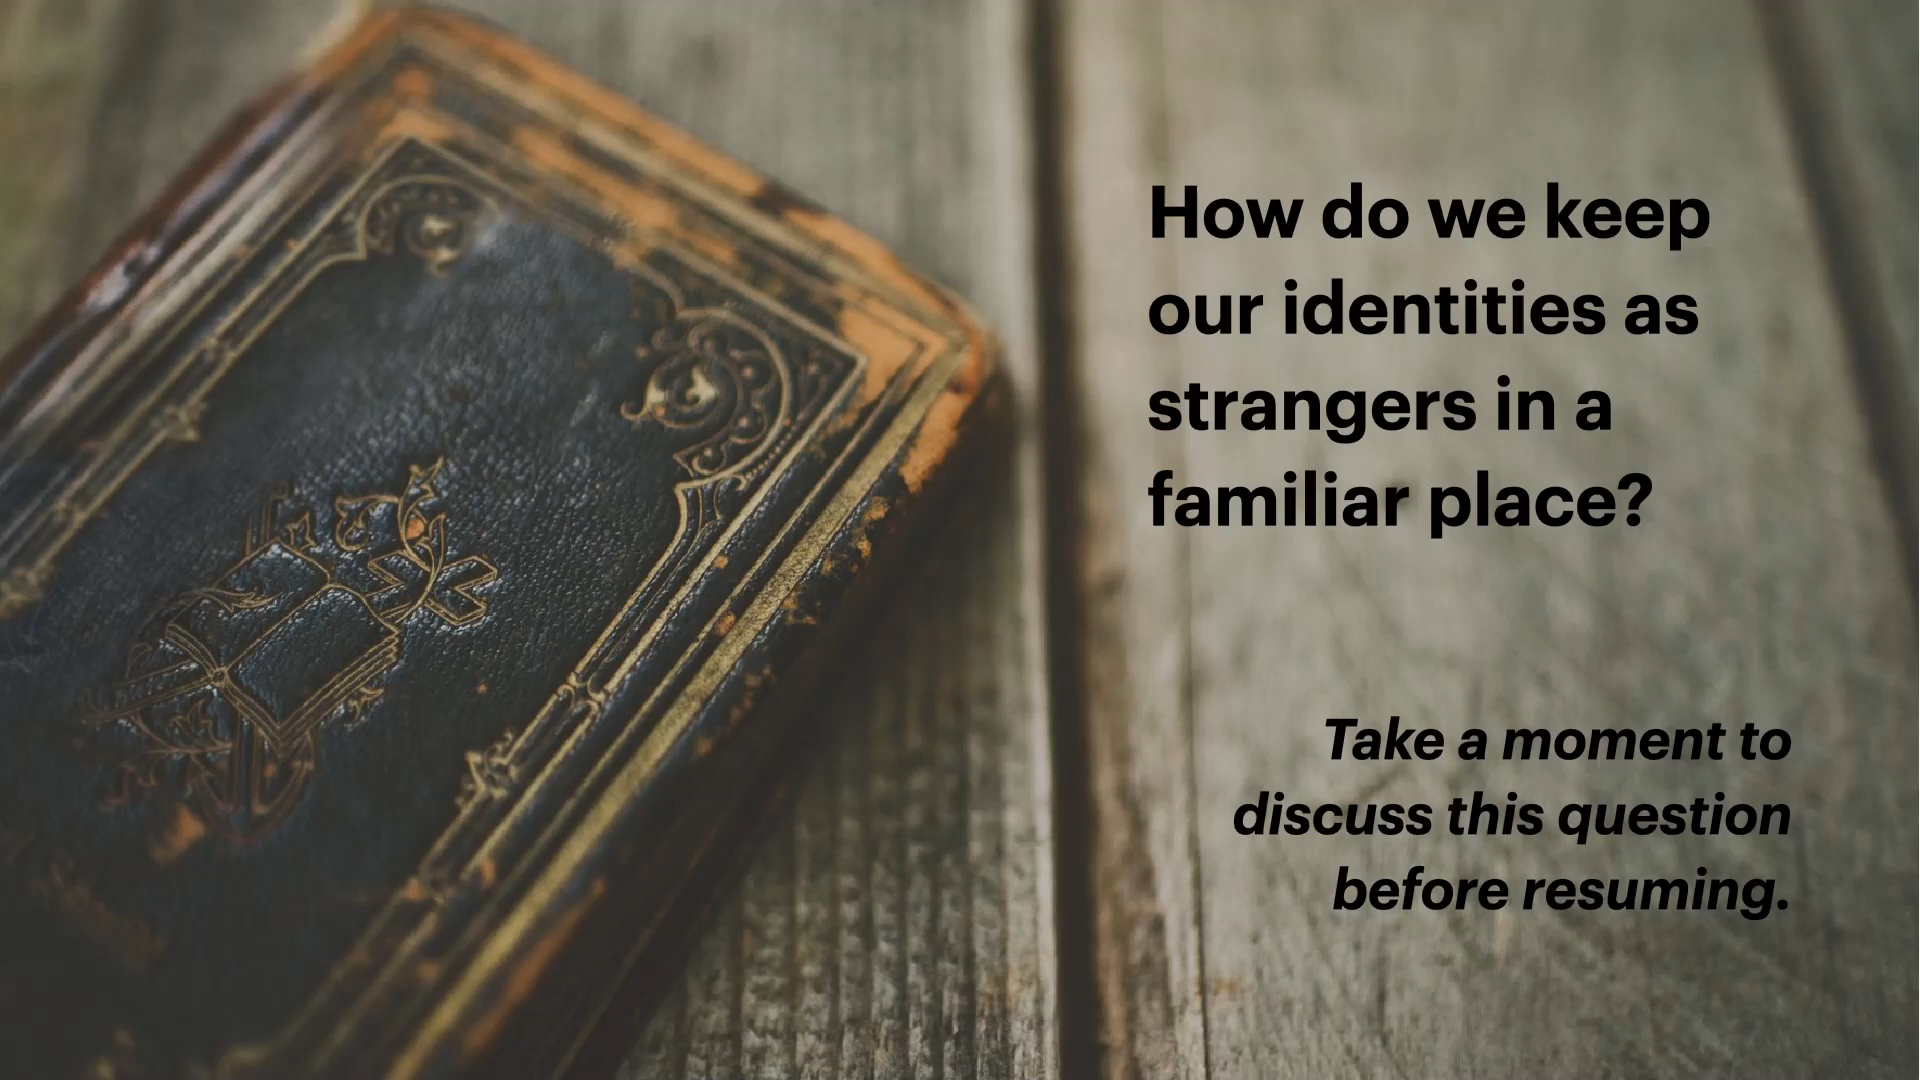 How do we keep
our identities as
strangers in a
familiar place?
Take a moment to
discuss this question
before resuming.